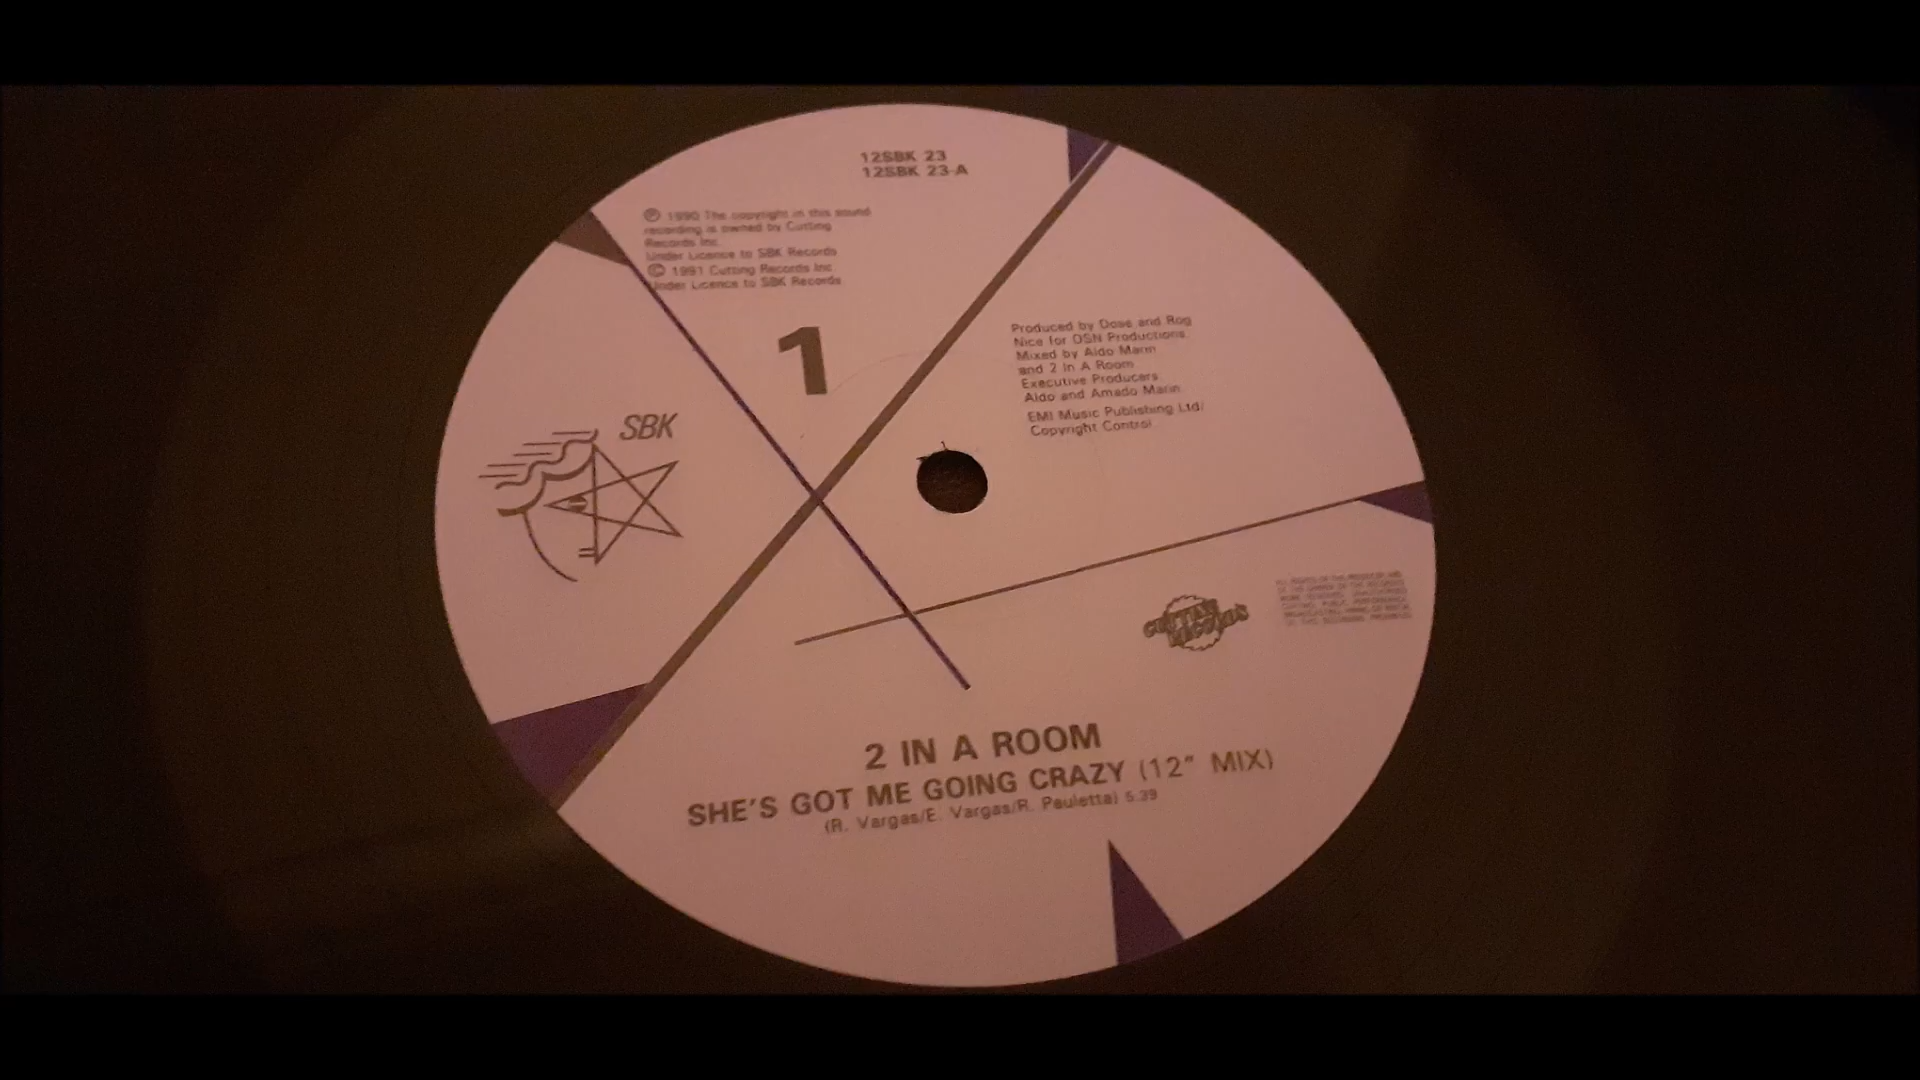 12SBK 23
12SBK 23-A
℗ 1990 The copyright in this sound
recording is owned by Cutting
Records Inc.
Under Licence to SBK Records
© 1991 Cutting Records Inc.
Under Licence to SBK Records
1
Produced by Dose and Rog
Nice for OSN Productions.
Mixed by Aldo Marin
and 2 In A Room
Executive Producers
Aldo and Amado Marin
EMI Music Publishing Ltd/
Copyright Control
SBK
CUTTING
RECORDS
2 IN A ROOM
SHE'S GOT ME GOING CRAZY (12" MIX)
(R. Vargas/E. Vargas/R. Pauletta) 5.39